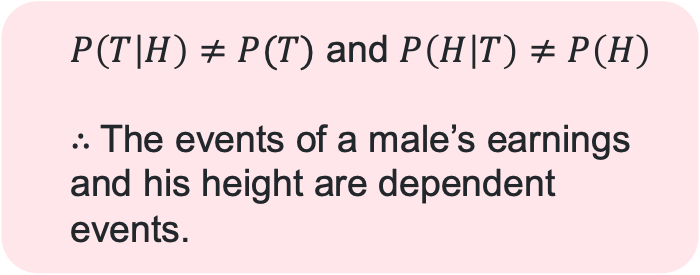 P(T|H) ≠ P(T) and P(H|T) ≠ P(H)
∴ The events of a male’s earnings
and his height are dependent
events.